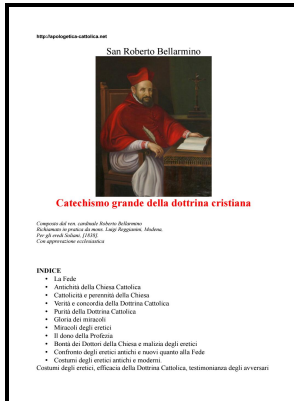 http://apologetica-cattolica.net
San Roberto Bellarmino
Catechismo grande della dottrina cristiana
Composto dal ven. cardinale Roberto Bellarmino
Richiamato in pratica da mons. Luigi Reggianini, Modena,
Per gli eredi Soliani, [1838].
Con approvazione ecclesiastica
INDICE
• La Fede
• Antichità della Chiesa Cattolica
• Cattolicità e perennità della Chiesa
• Verità e concordia della Dottrina Cattolica
• Purità della Dottrina Cattolica
• Gloria dei miracoli
• Miracoli degli eretici
• Il dono della Profezia
• Bontà dei Dottori della Chiesa e malizia degli eretici
• Confronto degli eretici antichi e nuovi quanto alla Fede
• Costumi degli eretici antichi e moderni.
Costumi degli eretici, efficacia della Dottrina Cattolica, testimonianza degli avversari